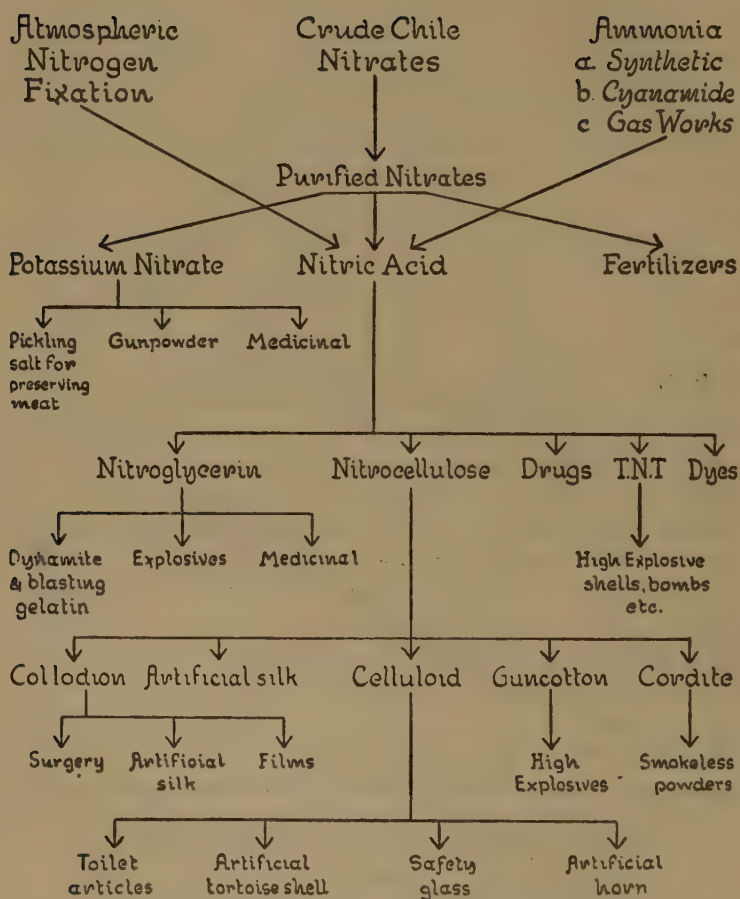 Atmospheric
Nitrogen
Fixation
Crude Chile
Nitrates
Ammonia
a. Synthetic
b. Cyanamide
c Gas Works
Purified Nitrates
Potassium Nitrate
Nitric Acid
Fertilizers
Pickling
salt for
preserving
meat
Gunpowder
Medicinal
Nitroglycerin
Nitrocellulose
Drugs
T.N.T
Dyes
Dynamite
& blasting
gelatin
Explosives
Medicinal
High Explosive
shells, bombs
etc.
Collodion
Artificial silk
Celluloid
Guncotton
Cordite
Surgery
Artificial
silk
Films
High
Explosives
Smokeless
powders
Toilet
articles
Artificial
tortoise shell
Safety
glass
Artificial
horn